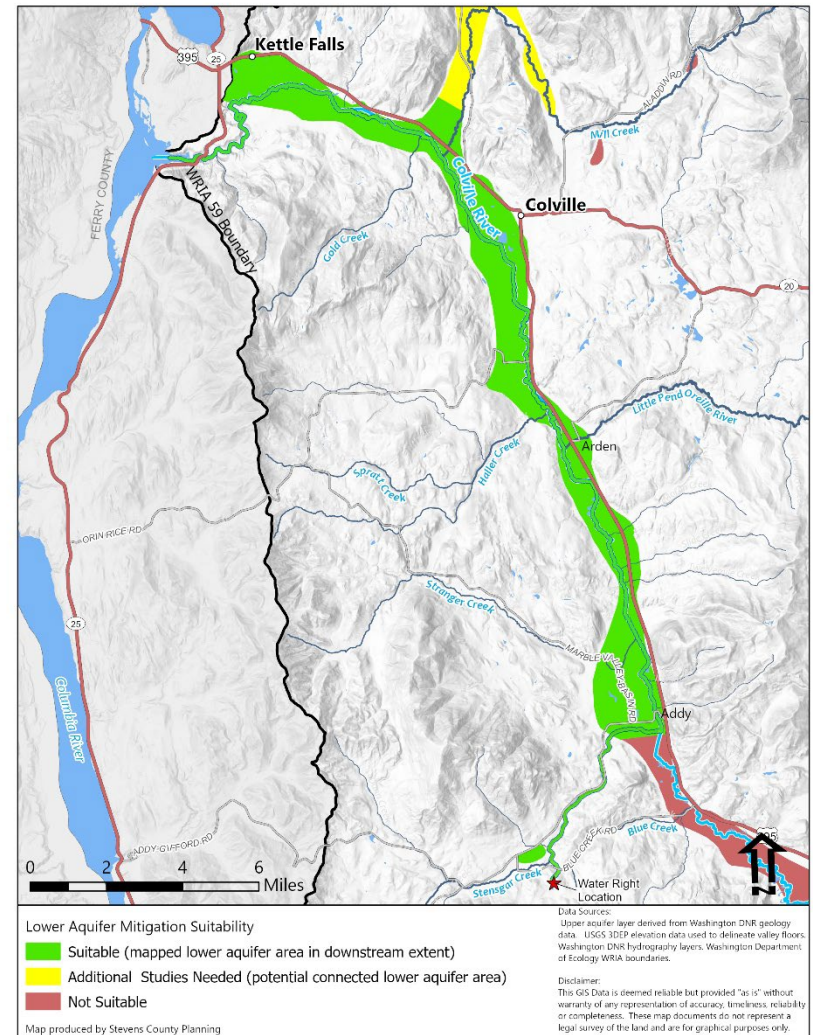 395
25
Kettle Falls
ALADDIN RD
Mill Creek
FERRY COUNTY
WRIA 59 Boundary
Colville River
Colville
Gold Creek
20
Little Pend Oreille River
Arden
Haller Creek
Spratt Creek
ORIN RICE RD
Stranger Creek
25
MARBLE VALLEY-BASIN RD
Columbia River
Addy
ADDY GIFFORD RD
BLUE CREEK RD
Blue Creek
395
0 2 4 6
Miles
Stensgar Creek
Water Right
Location
N
Lower Aquifer Mitigation Suitability
Suitable (mapped lower aquifer area in downstream extent)
Additional Studies Needed (potential connected lower aquifer area)
Not Suitable
Map produced by Stevens County Planning
Data Sources:
Upper aquifer layer derived from Washington DNR geology
data. USGS 3DEP elevation data used to delineate valley floors.
Washington DNR hydrography layers. Washington Department
of Ecology WRIA boundaries.
Disclaimer:
This GIS Data is deemed reliable but provided "as is" without
warranty of any representation of accuracy, timeliness, reliability
or completeness. These map documents do not represent a
legal survey of the land and are for graphical purposes only.